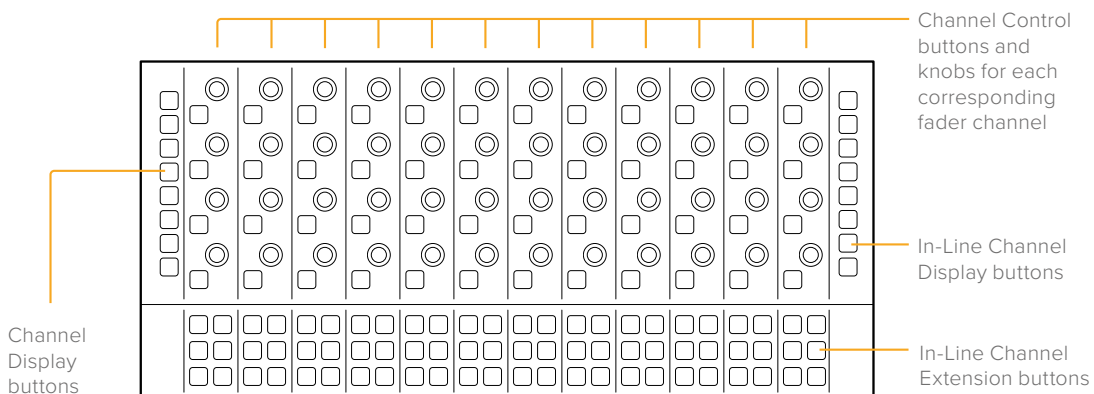 Channel Control
buttons and
knobs for each
corresponding
fader channel
In-Line Channel
Display buttons
Channel
Display
buttons
In-Line Channel
Extension buttons